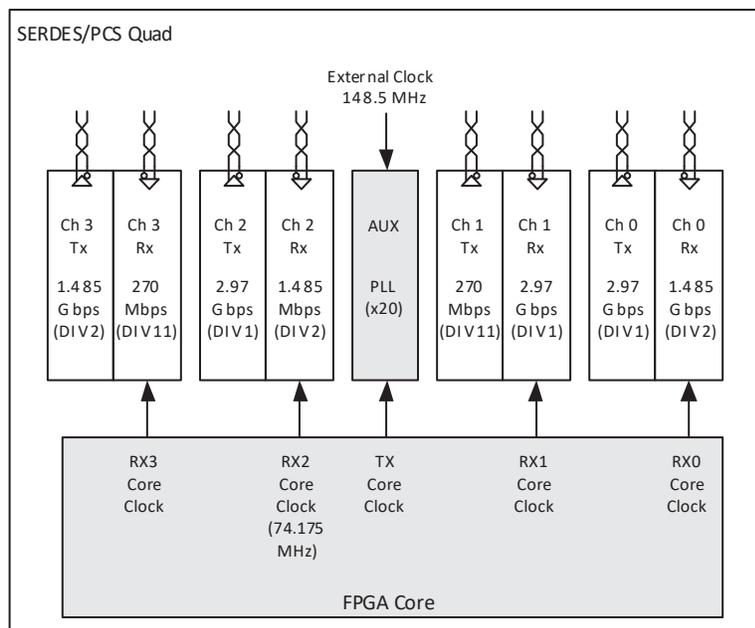 SERDES/PCS Quad
External Clock
148.5 MHz
Ch 3
Tx
1.485
Gbps
(DIV2)
Ch 3
Rx
270
Mbps
(DIV11)
Ch 2
Tx
2.97
Gbps
(DIV1)
Ch 2
Rx
1.485
Mbps
(DIV2)
AUX
PLL
(x20)
Ch 1
Tx
270
Mbps
(DIV11)
Ch 1
Rx
2.97
Gbps
(DIV1)
Ch 0
Tx
2.97
Gbps
(DIV1)
Ch 0
Rx
1.485
Gbps
(DIV2)
RX3
Core
Clock
RX2
Core
Clock
(74.175
MHz)
TX
Core
Clock
RX1
Core
Clock
RX0
Core
Clock
FPGA Core